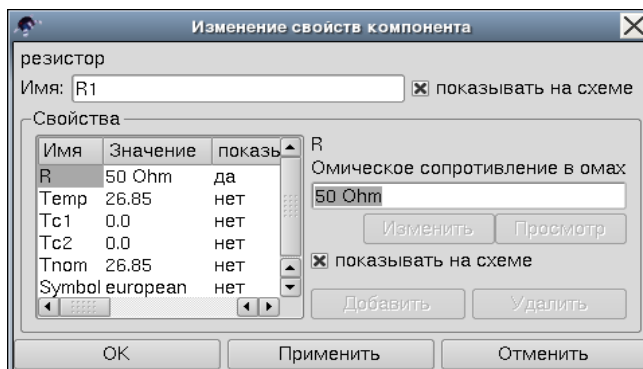 Изменение свойств компонента
резистор
Имя: R1 показывать на схеме
Свойства
Имя Значение показы
R 50 Ohm да
Temp 26.85 нет
Tc1 0.0 нет
Tc2 0.0 нет
Tnom 26.85 нет
Symbol european нет
R
Омическое сопротивление в омах
50 Ohm
Изменить Просмотр
показывать на схеме
Добавить Удалить
OK Применить Отменить